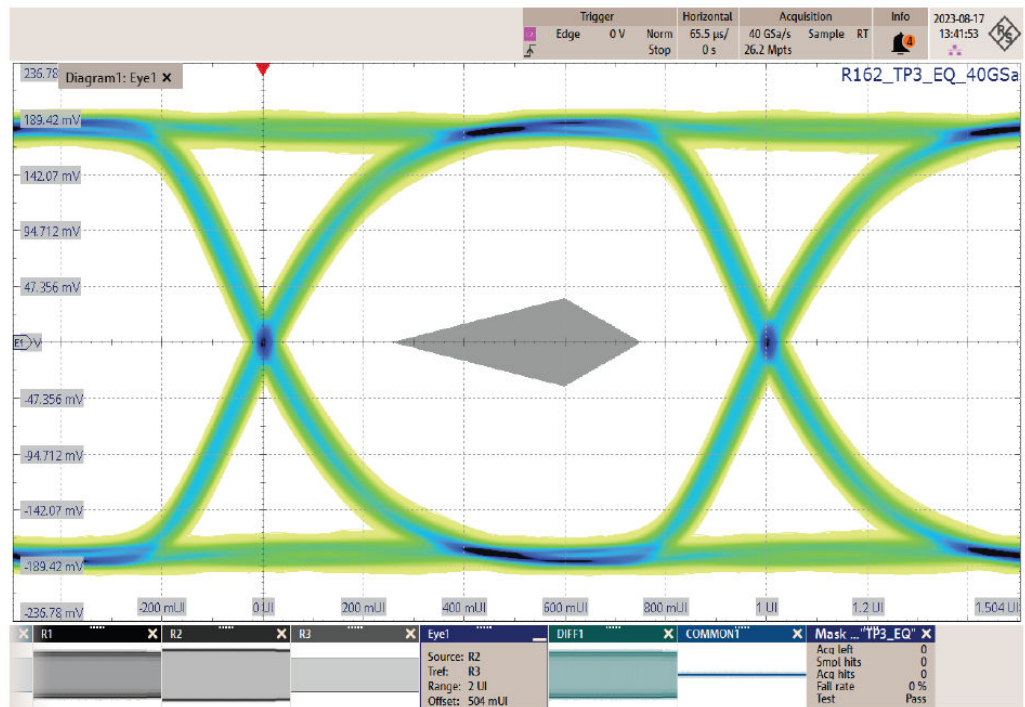 Trigger Horizontal Acquisition Info 2023-08-17
Edge 0 V Norm 65.5 µs/ 40 GSa/s Sample RT 4 13:41:53
Stop 0 s 26.2 Mpts
R&S
236.78 Diagram1: Eye1 × R162_TP3_EQ_40GSa
189.42 mV
142.07 mV
94.712 mV
47.356 mV
E1 V
-47.356 mV
-94.712 mV
-142.07 mV
-189.42 mV
-236.78 mV -200 mUI 0 UI 200 mUI 400 mUI 600 mUI 800 mUI 1 UI 1.2 UI 1.504 UI
× R1 × R2 × R3 × Eye1 DIFF1 × COMMON1 × Mask ..."TP3_EQ" ×
Source: R2
Tref: R3
Range: 2 UI
Offset: 504 mUI
Acq left 0
Smpl hits 0
Acq hits 0
Fail rate 0 %
Test Pass